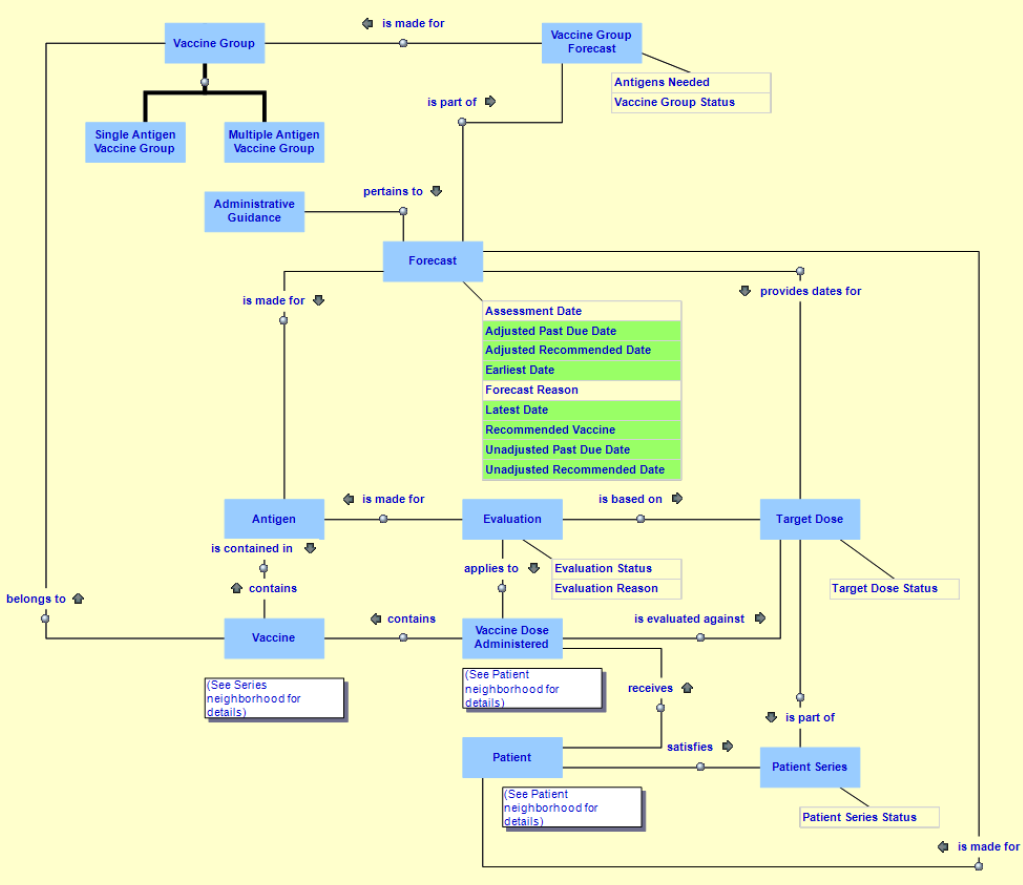 is made for
Vaccine Group
Vaccine Group
Forecast
Antigens Needed
Vaccine Group Status
is part of
Single Antigen
Vaccine Group
Multiple Antigen
Vaccine Group
pertains to
Administrative
Guidance
Forecast
is made for
provides dates for
Assessment Date
Adjusted Past Due Date
Adjusted Recommended Date
Earliest Date
Forecast Reason
Latest Date
Recommended Vaccine
Unadjusted Past Due Date
Unadjusted Recommended Date
is made for
is based on
Antigen
Evaluation
Target Dose
is contained in
applies to
Evaluation Status
Evaluation Reason
Target Dose Status
contains
belongs to
contains
is evaluated against
Vaccine
Vaccine Dose
Administered
(See Series
neighborhood for
details)
(See Patient
neighborhood for
details)
receives
is part of
satisfies
Patient
Patient Series
(See Patient
neighborhood for
details)
Patient Series Status
is made for